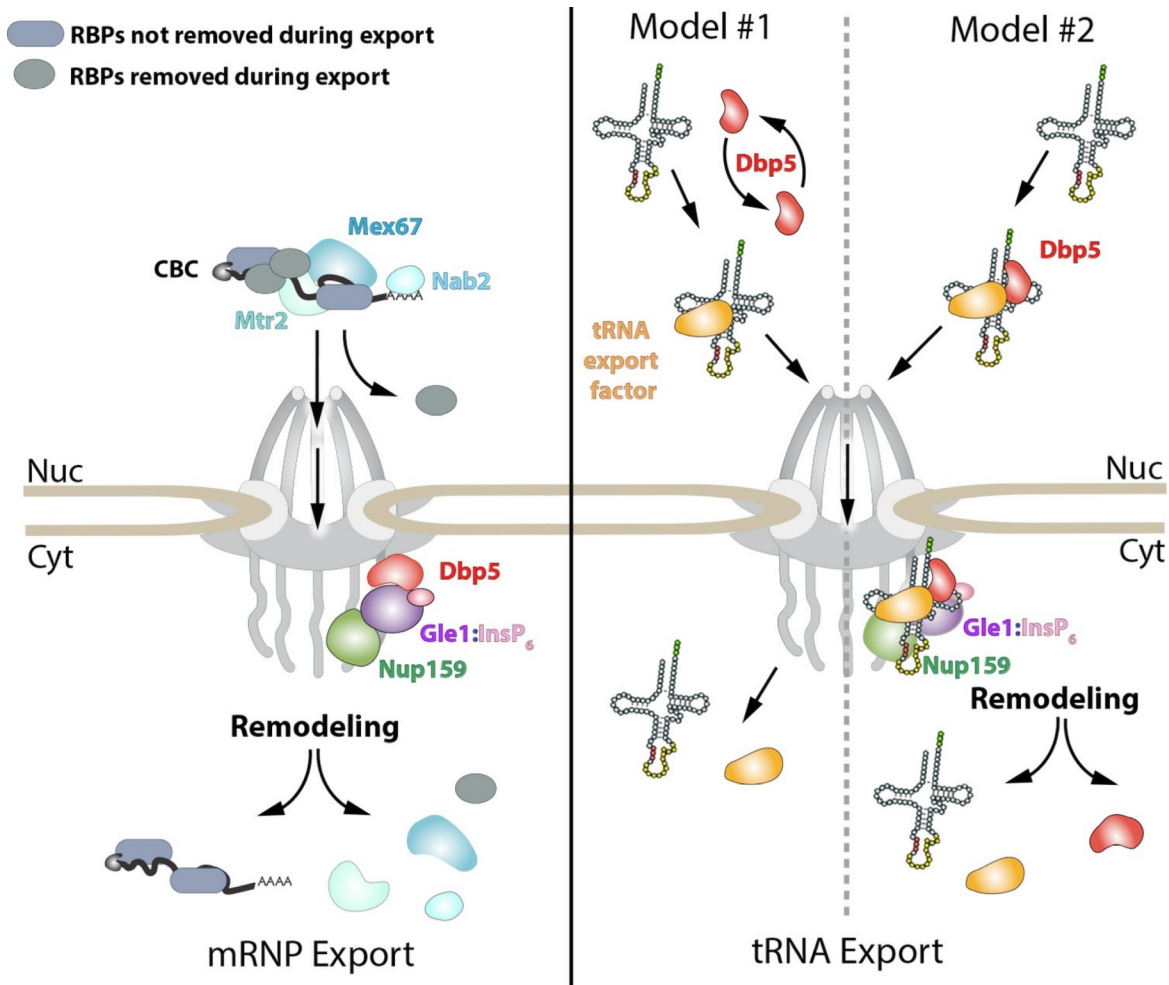 RBPs not removed during export
RBPs removed during export
CBC
Mex67
Nab2
AAAA
Mtr2
Nuc
Cyt
Dbp5
Gle1:InsP6
Nup159
Remodeling
AAAA
mRNP Export
Model #1
Model #2
Dbp5
Dbp5
tRNA
export
factor
Nuc
Cyt
Gle1:InsP6
Nup159
Remodeling
tRNA Export